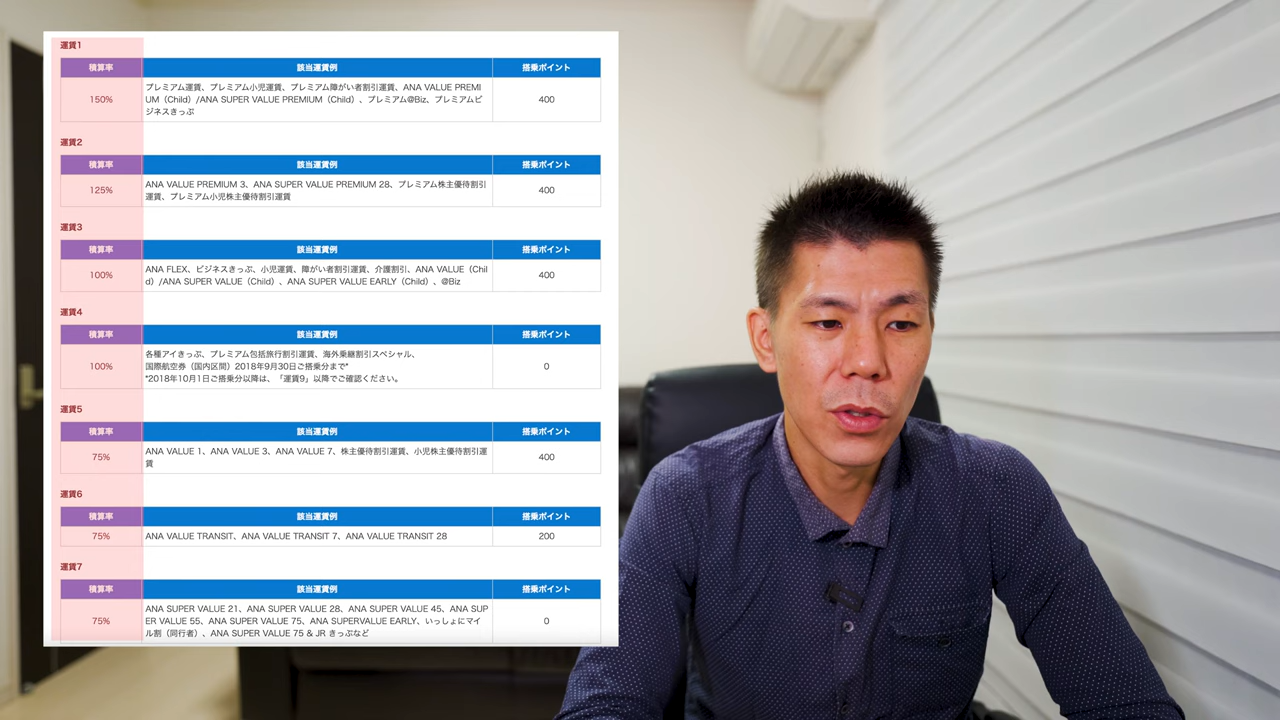 運賃1
積算率 該当運賃例 搭乗ポイント
150% プレミアム運賃、プレミアム小児運賃、プレミアム障がい者割引運賃、ANA VALUE PREMI
UM（Child）/ANA SUPER VALUE PREMIUM（Child）、プレミアム@Biz、プレミアムビ
ジネスきっぷ
400
運賃2
積算率 該当運賃例 搭乗ポイント
125% ANA VALUE PREMIUM 3、ANA SUPER VALUE PREMIUM 28、プレミアム株主優待割引
運賃、プレミアム小児株主優待割引運賃
400
運賃3
積算率 該当運賃例 搭乗ポイント
100% ANA FLEX、ビジネスきっぷ、小児運賃、障がい者割引運賃、介護割引、ANA VALUE（Chil
d）/ANA SUPER VALUE（Child）、ANA SUPER VALUE EARLY（Child）、@Biz
400
運賃4
積算率 該当運賃例 搭乗ポイント
100% 各種アイきっぷ、プレミアム包括旅行割引運賃、海外乗継割引スペシャル、
国際航空券（国内区間）2018年9月30日ご搭乗分まで*
*2018年10月1日ご搭乗分以降は、「運賃9」以降でご確認ください。
0
運賃5
積算率 該当運賃例 搭乗ポイント
75% ANA VALUE 1、ANA VALUE 3、ANA VALUE 7、株主優待割引運賃、小児株主優待割引運
賃
400
運賃6
積算率 該当運賃例 搭乗ポイント
75% ANA VALUE TRANSIT、ANA VALUE TRANSIT 7、ANA VALUE TRANSIT 28 200
運賃7
積算率 該当運賃例 搭乗ポイント
75% ANA SUPER VALUE 21、ANA SUPER VALUE 28、ANA SUPER VALUE 45、ANA SUP
ER VALUE 55、ANA SUPER VALUE 75、ANA SUPERVALUE EARLY、いっしょにマイ
ル割（同行者）、ANA SUPER VALUE 75 & JR きっぷなど
0